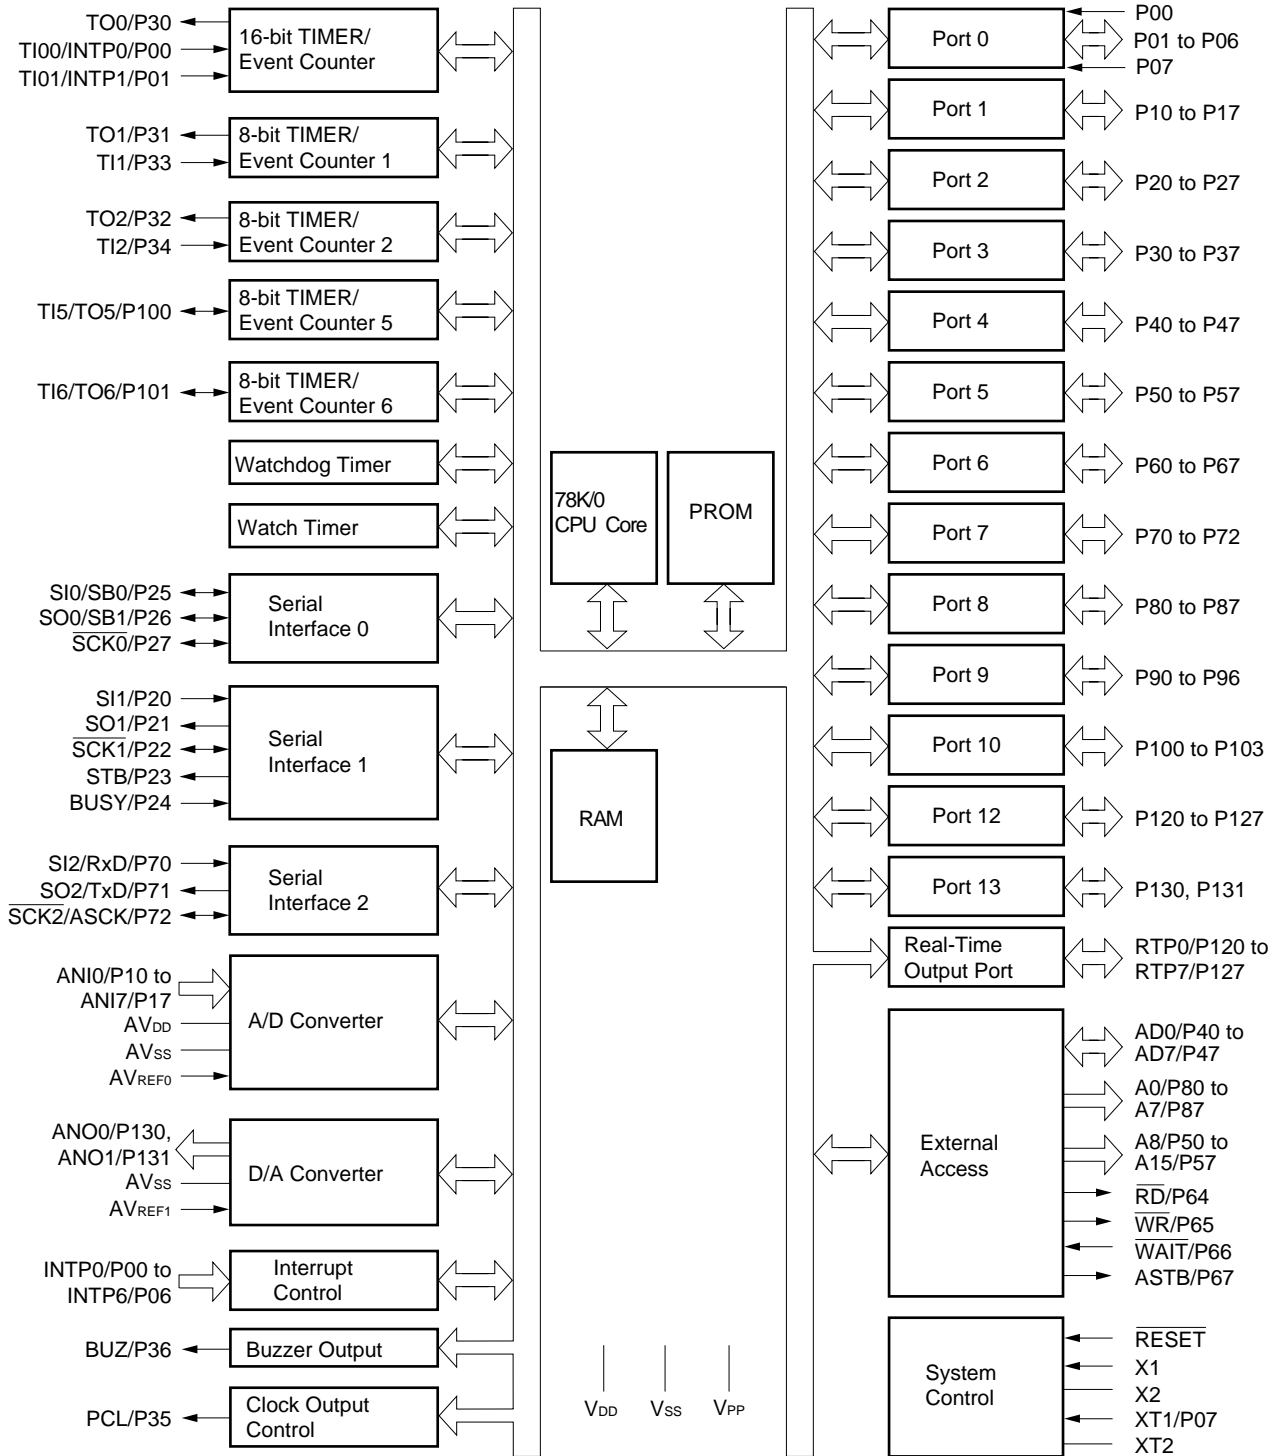 TO0/P30
TI00/INTP0/P00
TI01/INTP1/P01
16-bit TIMER/
Event Counter
TO1/P31
TI1/P33
8-bit TIMER/
Event Counter 1
TO2/P32
TI2/P34
8-bit TIMER/
Event Counter 2
TI5/TO5/P100
8-bit TIMER/
Event Counter 5
TI6/TO6/P101
8-bit TIMER/
Event Counter 6
Watchdog Timer
Watch Timer
SI0/SB0/P25
SO0/SB1/P26
SCK0/P27
Serial
Interface 0
SI1/P20
SO1/P21
SCK1/P22
STB/P23
BUSY/P24
Serial
Interface 1
SI2/RxD/P70
SO2/TxD/P71
SCK2/ASCK/P72
Serial
Interface 2
ANI0/P10 to
ANI7/P17
AVDD
AVSS
AVREF0
A/D Converter
ANO0/P130,
ANO1/P131
AVSS
AVREF1
D/A Converter
INTP0/P00 to
INTP6/P06
Interrupt
Control
BUZ/P36
Buzzer Output
PCL/P35
Clock Output
Control
78K/0
CPU Core
PROM
RAM
VDD
VSS
VPP
Port 0
P00
P01 to P06
P07
Port 1
P10 to P17
Port 2
P20 to P27
Port 3
P30 to P37
Port 4
P40 to P47
Port 5
P50 to P57
Port 6
P60 to P67
Port 7
P70 to P72
Port 8
P80 to P87
Port 9
P90 to P96
Port 10
P100 to P103
Port 12
P120 to P127
Port 13
P130, P131
Real-Time
Output Port
RTP0/P120 to
RTP7/P127
External
Access
AD0/P40 to
AD7/P47
A0/P80 to
A7/P87
A8/P50 to
A15/P57
RD/P64
WR/P65
WAIT/P66
ASTB/P67
System
Control
RESET
X1
X2
XT1/P07
XT2